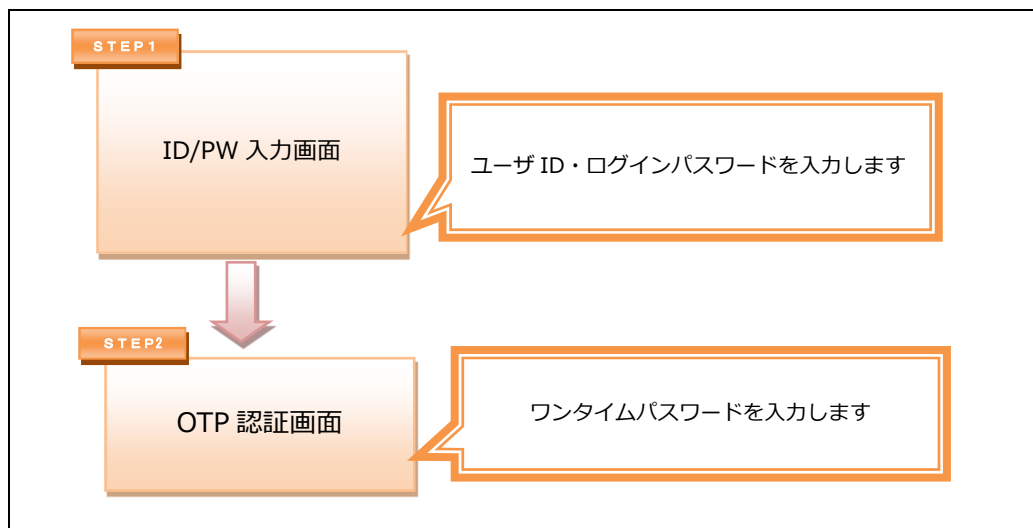 STEP1
ID/PW 入力画面
ユーザ ID・ログインパスワードを入力します
STEP2
OTP 認証画面
ワンタイムパスワードを入力します